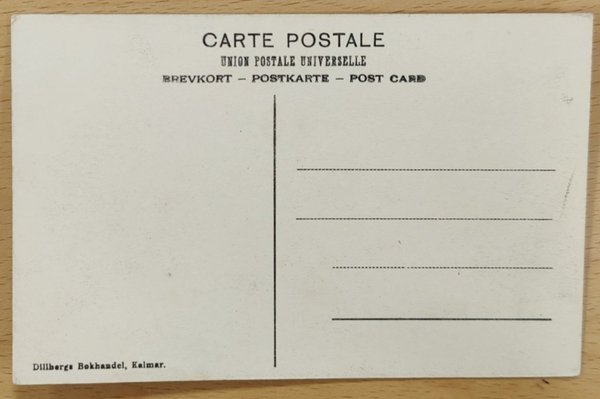 CARTE POSTALE
UNION POSTALE UNIVERSELLE
BREVKORT – POSTKARTE – POST CARD
Dillbergs Bokhandel, Kalmar.